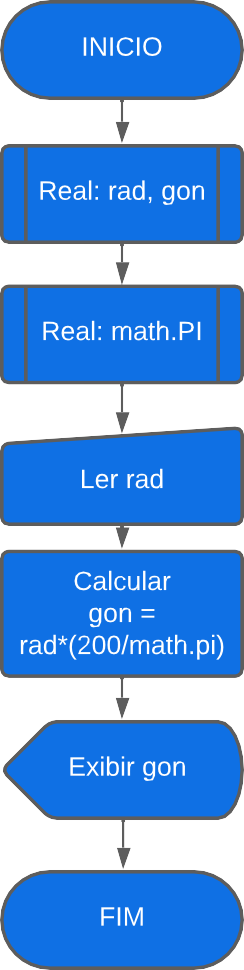 INICIO
Real: rad, gon
Real: math.PI
Ler rad
Calcular
gon =
rad*(200/math.pi)
Exibir gon
FIM